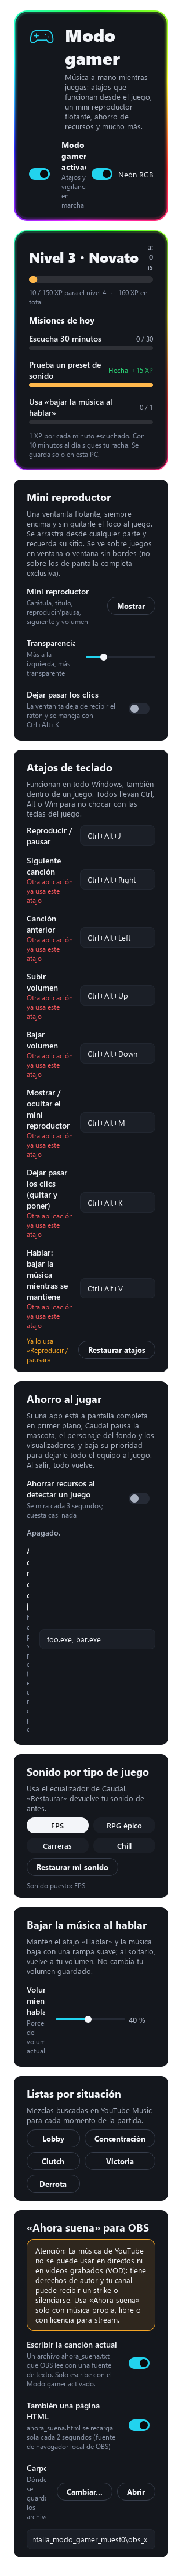 Modo
gamer
Música a mano mientras
juegas: atajos que
funcionan desde el juego,
un mini reproductor
flotante, ahorro de
recursos y mucho más.
Modo
gamer
Atajos y
vigilanc
en
marcha
Neón RGB
Nivel 3 · Novato
10 / 150 XP para el nivel 4 · 160 XP en
total
Misiones de hoy
Escucha 30 minutos 0 / 30
Prueba un preset de
sonido
Hecha +15 XP
Usa «bajar la música al
hablar»
0 / 1
1 XP por cada minuto escuchado. Con
10 minutos al día sigues tu racha. Se
guarda solo en esta PC.
Mini reproductor
Una ventanita flotante, siempre
encima y sin quitarle el foco al juego.
Se arrastra desde cualquier parte y
recuerda su sitio. Se ve sobre juegos
en ventana o ventana sin bordes (no
sobre los de pantalla completa
exclusiva).
Mini reproductor
Carátula, título,
reproducir/pausa,
siguiente y volumen
Mostrar
Transparencia
Más a la
izquierda, más
transparente
Dejar pasar los clics
La ventanita deja de recibir el
ratón y se maneja con
Ctrl+Alt+K
Atajos de teclado
Funcionan en todo Windows, también
dentro de un juego. Todos llevan Ctrl,
Alt o Win para no chocar con las
teclas del juego.
Reproducir /
pausar
Ctrl+Alt+J
Siguiente
canción
Otra aplicación
ya usa este
atajo
Ctrl+Alt+Right
Canción
anterior
Otra aplicación
ya usa este
atajo
Ctrl+Alt+Left
Subir
volumen
Otra aplicación
ya usa este
atajo
Ctrl+Alt+Up
Bajar
volumen
Otra aplicación
ya usa este
atajo
Ctrl+Alt+Down
Mostrar /
ocultar el
mini
reproductor
Otra aplicación
ya usa este
atajo
Ctrl+Alt+M
Dejar pasar
los clics
(quitar y
poner)
Otra aplicación
ya usa este
atajo
Ctrl+Alt+K
Hablar:
bajar la
música
mientras se
mantiene
Otra aplicación
ya usa este
atajo
Ctrl+Alt+V
Ya lo usa
«Reproducir /
pausar»
Restaurar atajos
Ahorro al jugar
Si una app está a pantalla completa
en primer plano, Caudal pausa la
mascota, el personaje del fondo y los
visualizadores, y baja su prioridad
para dejarle todo el equipo al juego.
Al salir, todo vuelve.
Ahorrar recursos al
detectar un juego
Se mira cada 3 segundos;
cuesta casi nada
Apagado.
foo.exe, bar.exe
Sonido por tipo de juego
Usa el ecualizador de Caudal.
«Restaurar» devuelve tu sonido de
antes.
FPS
RPG épico
Carreras
Chill
Restaurar mi sonido
Sonido puesto: FPS
Bajar la música al hablar
Mantén el atajo «Hablar» y la música
baja con una rampa suave; al soltarlo,
vuelve a tu volumen. No cambia tu
volumen guardado.
Volur
mien
habla
Porcen
del
volum
actual
40 %
Listas por situación
Mezclas buscadas en YouTube Music
para cada momento de la partida.
Lobby
Concentración
Clutch
Victoria
Derrota
«Ahora suena» para OBS
Atención: La música de YouTube
no se puede usar en directos ni
en videos grabados (VOD): tiene
derechos de autor y tu canal
puede recibir un strike o
silenciarse. Usa «Ahora suena»
solo con música propia, libre o
con licencia para stream.
Escribir la canción actual
Un archivo ahora_suena.txt
que OBS lee con una fuente
de texto. Solo escribe con el
Modo gamer activado.
También una página
HTML
ahora_suena.html se recarga
sola cada 2 segundos (fuente
de navegador local de OBS)
Carpe
Dónde
se
guarda
los
archiv
Cambiar...
Abrir
ntalla_modo_gamer_muest0\obs_x